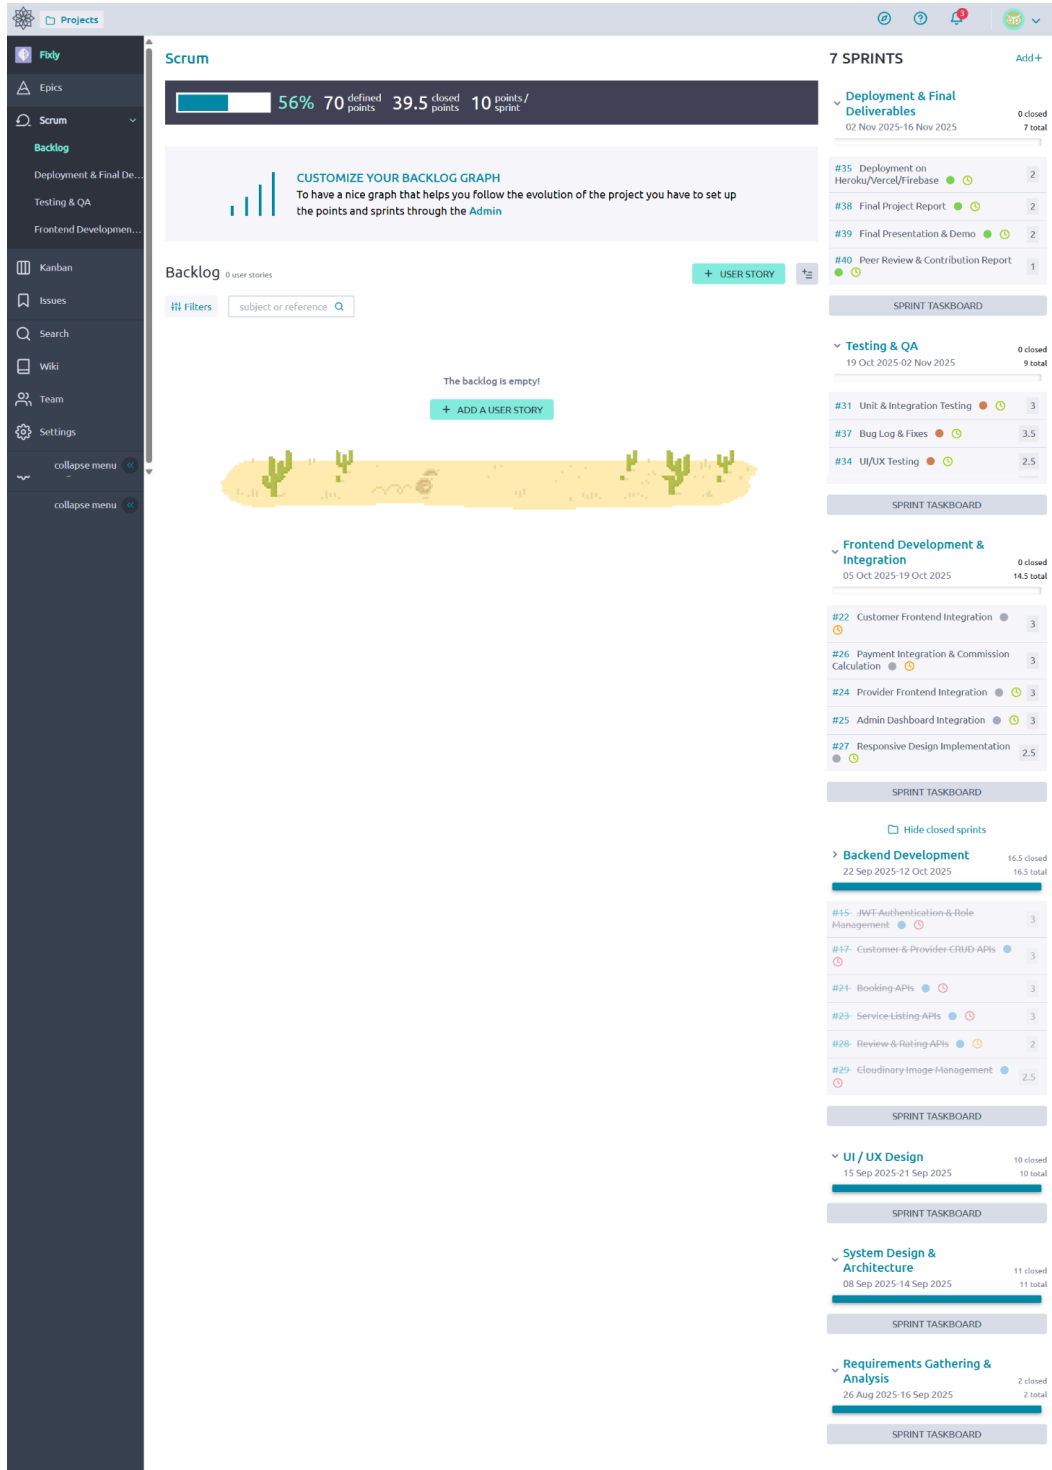 Projects
3
Fixly
Epics
Scrum
Backlog
Deployment & Final De...
Testing & QA
Frontend Developmen...
Kanban
Issues
Search
Wiki
Team
Settings
collapse menu
collapse menu
Scrum
56% 70 defined points 39.5 closed points 10 points / sprint
CUSTOMIZE YOUR BACKLOG GRAPH
To have a nice graph that helps you follow the evolution of the project you have to set up
the points and sprints through the Admin
Backlog 0 user stories
+ USER STORY
Filters
subject or reference
The backlog is empty!
+ ADD A USER STORY
7 SPRINTS
Add+
Deployment & Final
Deliverables
0 closed
02 Nov 2025-16 Nov 2025
7 total
#35 Deployment on
Heroku/Vercel/Firebase
2
#38 Final Project Report
2
#39 Final Presentation & Demo
2
#40 Peer Review & Contribution Report
1
SPRINT TASKBOARD
Testing & QA
0 closed
19 Oct 2025-02 Nov 2025
9 total
#31 Unit & Integration Testing
3
#37 Bug Log & Fixes
3.5
#34 UI/UX Testing
2.5
SPRINT TASKBOARD
Frontend Development &
Integration
0 closed
05 Oct 2025-19 Oct 2025
14.5 total
#22 Customer Frontend Integration
3
#26 Payment Integration & Commission
Calculation
3
#24 Provider Frontend Integration
3
#25 Admin Dashboard Integration
3
#27 Responsive Design Implementation
2.5
SPRINT TASKBOARD
Hide closed sprints
Backend Development
16.5 closed
22 Sep 2025-12 Oct 2025
16.5 total
#15 JWT Authentication & Role
Management
3
#17 Customer & Provider CRUD APIs
3
#21 Booking APIs
3
#23 Service Listing APIs
3
#28 Review & Rating APIs
2
#29 Cloudinary Image Management
2.5
SPRINT TASKBOARD
UI / UX Design
10 closed
15 Sep 2025-21 Sep 2025
10 total
SPRINT TASKBOARD
System Design &
Architecture
11 closed
08 Sep 2025-14 Sep 2025
11 total
SPRINT TASKBOARD
Requirements Gathering &
Analysis
2 closed
26 Aug 2025-16 Sep 2025
2 total
SPRINT TASKBOARD